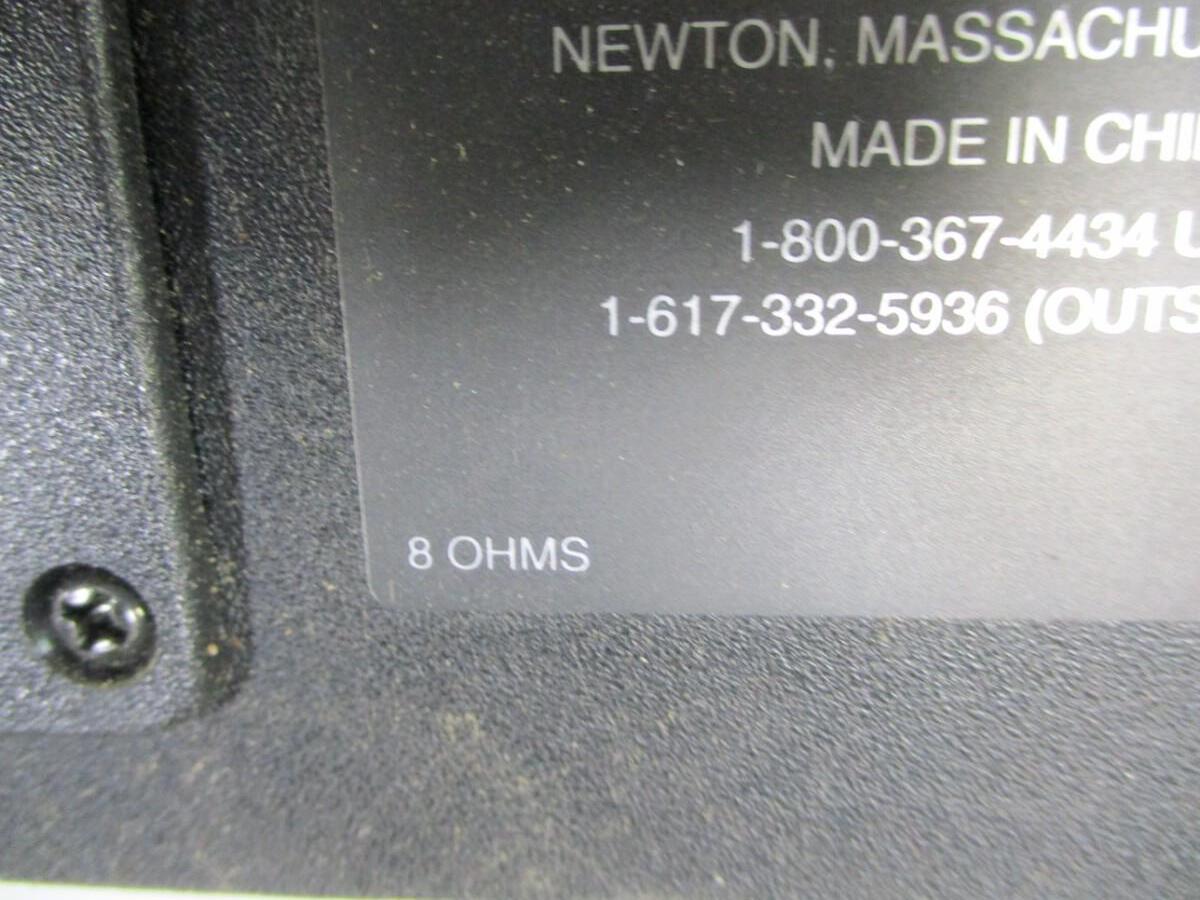 NEWTON, MASSACHU
MADE IN CHI
1-800-367-4434 U
1-617-332-5936 (OUTS
8 OHMS